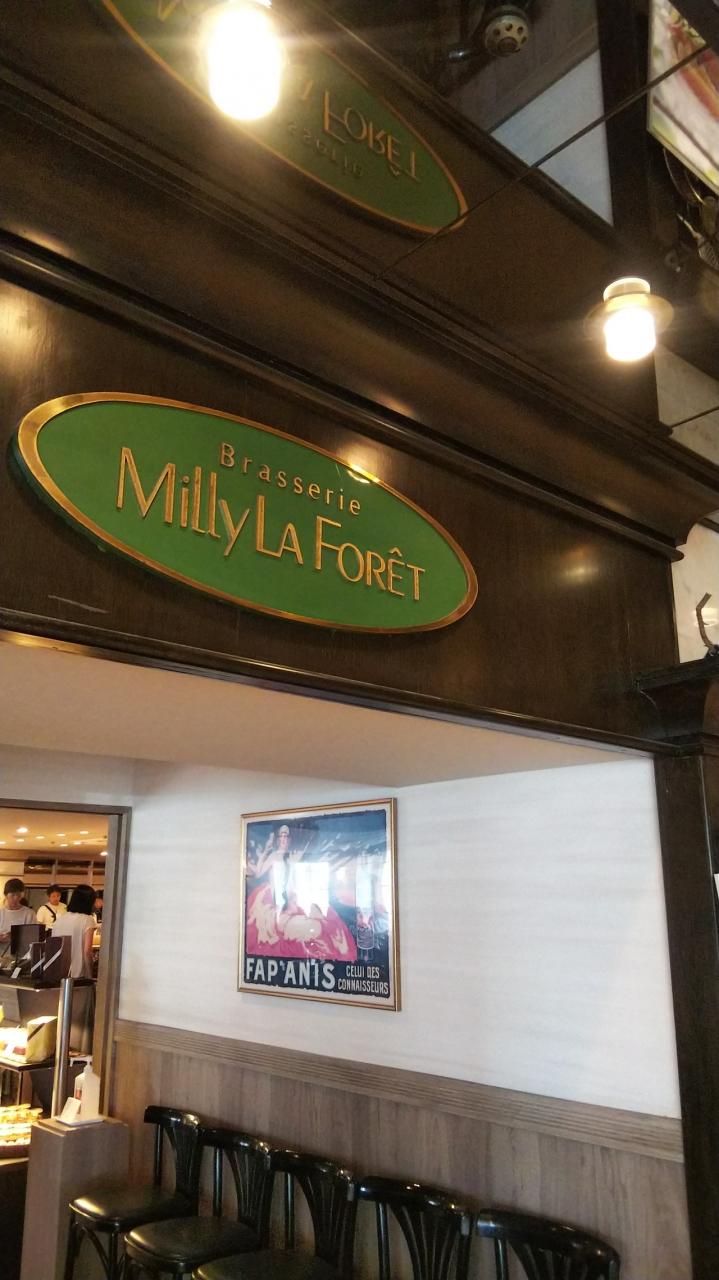 Brasserie
Milly La Forêt
FAP'ANIS
CELUI DES
CONNAISSEURS